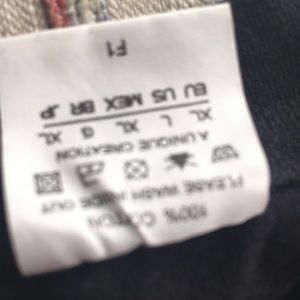 100% COTTON
PLEASE WASH INSIDE OUT
A UNIQUE CREATION
XL L XL G XL
EU US MEX BR JP
F1